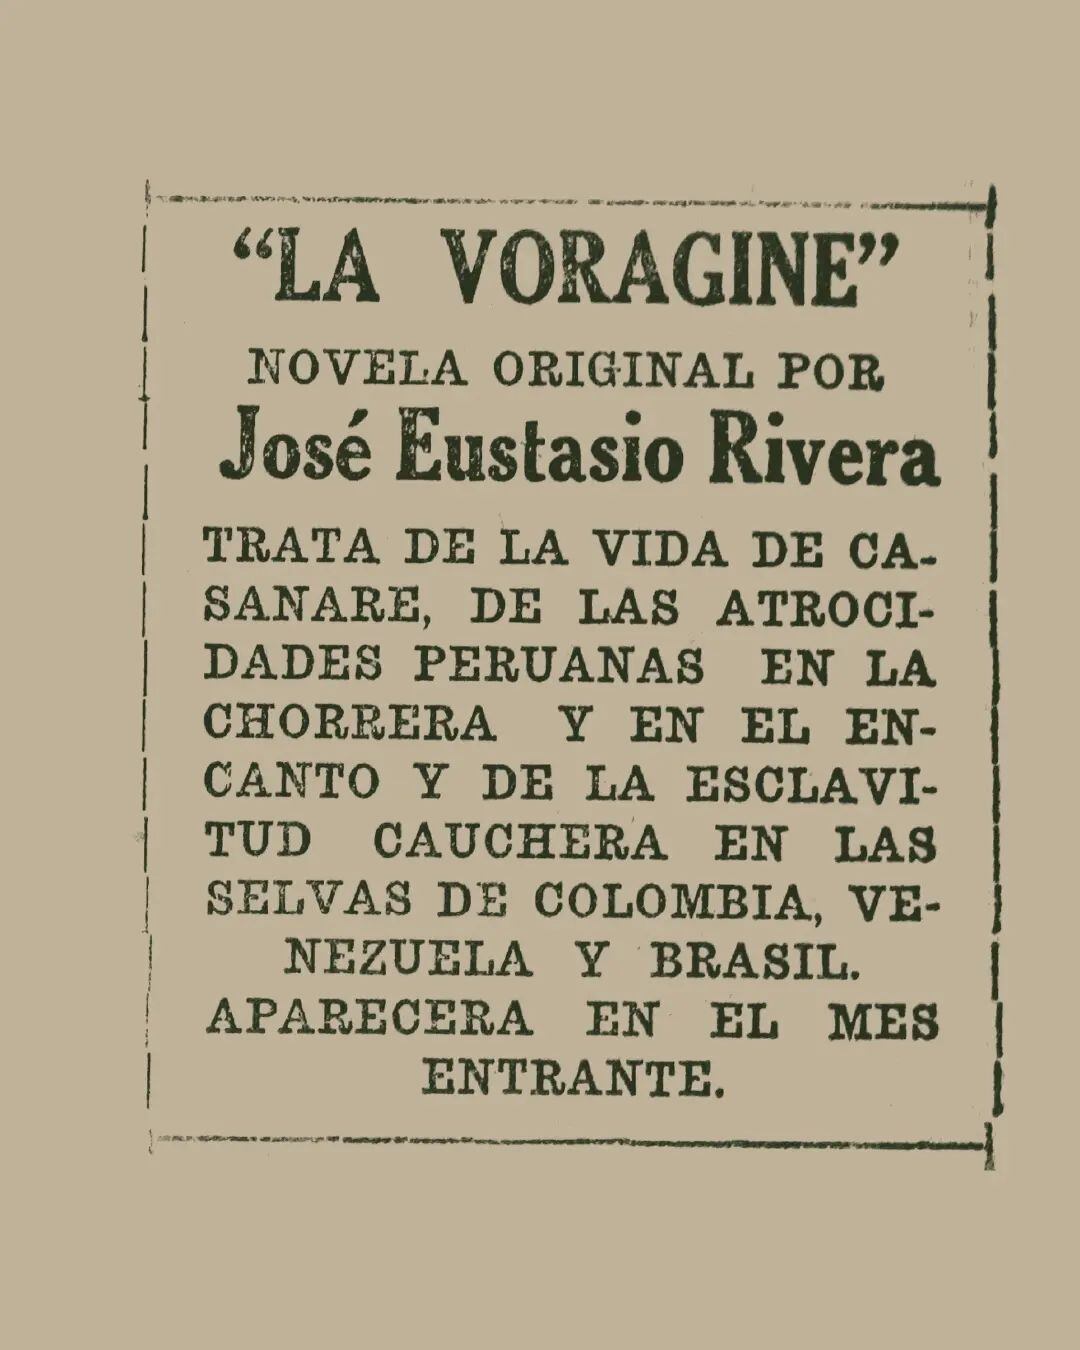 “LA VORAGINE”
NOVELA ORIGINAL POR
José Eustasio Rivera
TRATA DE LA VIDA DE CA-
SANARE, DE LAS ATROCI-
DADES PERUANAS EN LA
CHORRERA Y EN EL EN-
CANTO Y DE LA ESCLAVI-
TUD CAUCHERA EN LAS
SELVAS DE COLOMBIA, VE-
NEZUELA Y BRASIL.
APARECERA EN EL MES
ENTRANTE.